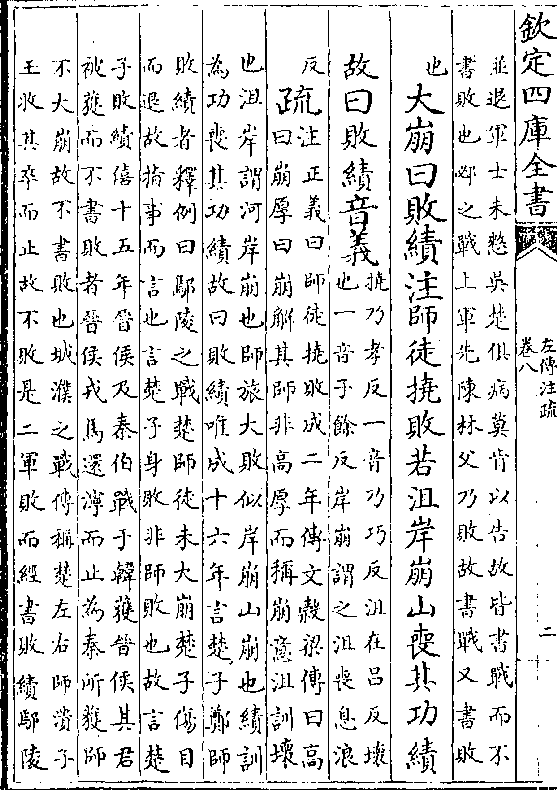 欽定四庫全書
左傳注疏
卷八
二
並退軍士未憖吳楚俱病莫肯以告故皆書戰而不
書敗也邲之戰上軍先陳林父乃敗故書戰又書敗
也
大崩曰敗績注師徒撓敗若沮岸崩山喪其功績
故曰敗績音義
撓乃孝反一音乃巧反沮在呂反壞
也一音子餘反岸崩謂之沮喪息浪
反
疏
注正義曰師徒撓敗成二年傳文穀梁傳曰高
曰崩厚曰崩解其師非高厚而稱崩意沮訓壞
也沮岸謂河岸崩也師旅大敗似岸崩山崩也績訓
為功喪其功績故曰敗績唯成十六年言楚子鄭師
敗績者釋例曰鄢陵之戰楚師徒未大崩楚子傷目
而退故指事而言也言楚子身敗非師敗也故言楚
子敗績僖十五年晉侯及秦伯戰于韓獲晉侯其君
被獲而不書敗者晉侯戎馬還濘而止為秦所獲師
不大崩故不書敗也城濮之戰傳稱楚左右師潰子
玉收其卒而止故不敗是二軍敗而經書敗績鄢陵